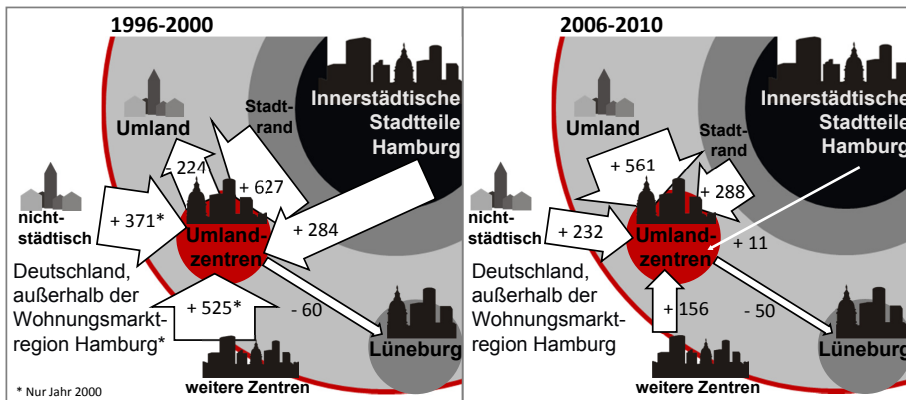 1996-2000
Innerstädtische
Stadtteile
Hamburg
Stadt-
rand
Umland
- 224
+ 627
nicht-
städtisch
+ 371*
+ 284
Umland-
zentren
Deutschland,
außerhalb der
Wohnungsmarkt-
region Hamburg*
+ 525*
- 60
Lüneburg
weitere Zentren
* Nur Jahr 2000
2006-2010
Innerstädtische
Stadtteile
Hamburg
Umland
Stadt-
rand
+ 561
+ 288
nicht-
städtisch
+ 232
Umland-
zentren
+ 11
Deutschland,
außerhalb der
Wohnungsmarkt-
region Hamburg
+ 156
- 50
Lüneburg
weitere Zentren